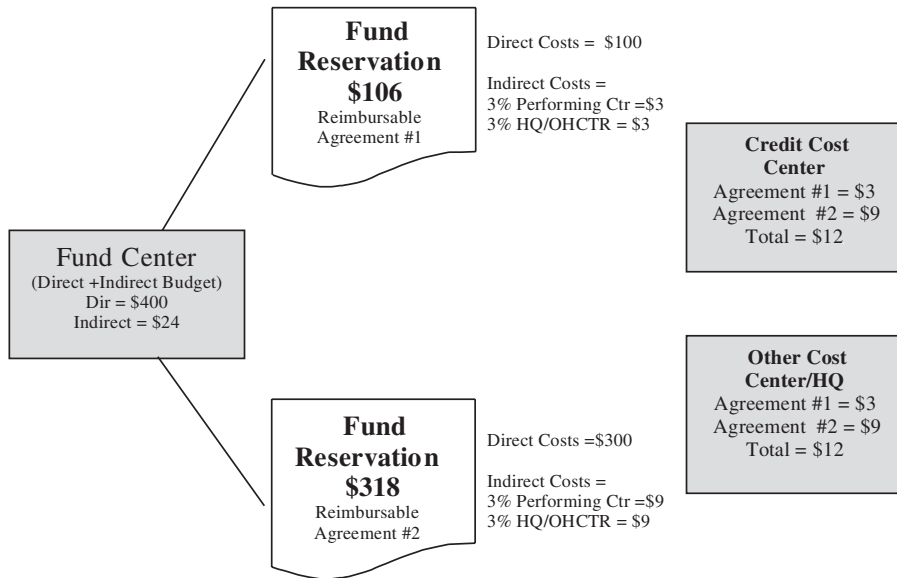 Fund Center
(Direct +Indirect Budget)
Dir = $400
Indirect = $24
Fund
Reservation
$106
Reimbursable
Agreement #1
Direct Costs =  $100
Indirect Costs =
3% Performing Ctr =$3
3% HQ/OHCTR = $3
Fund
Reservation
$318
Reimbursable
Agreement #2
Direct Costs =$300
Indirect Costs =
3% Performing Ctr =$9
3% HQ/OHCTR = $9
Credit Cost
Center
Agreement #1 = $3
Agreement  #2 = $9
Total = $12
Other Cost
Center/HQ
Agreement #1 = $3
Agreement  #2 = $9
Total = $12